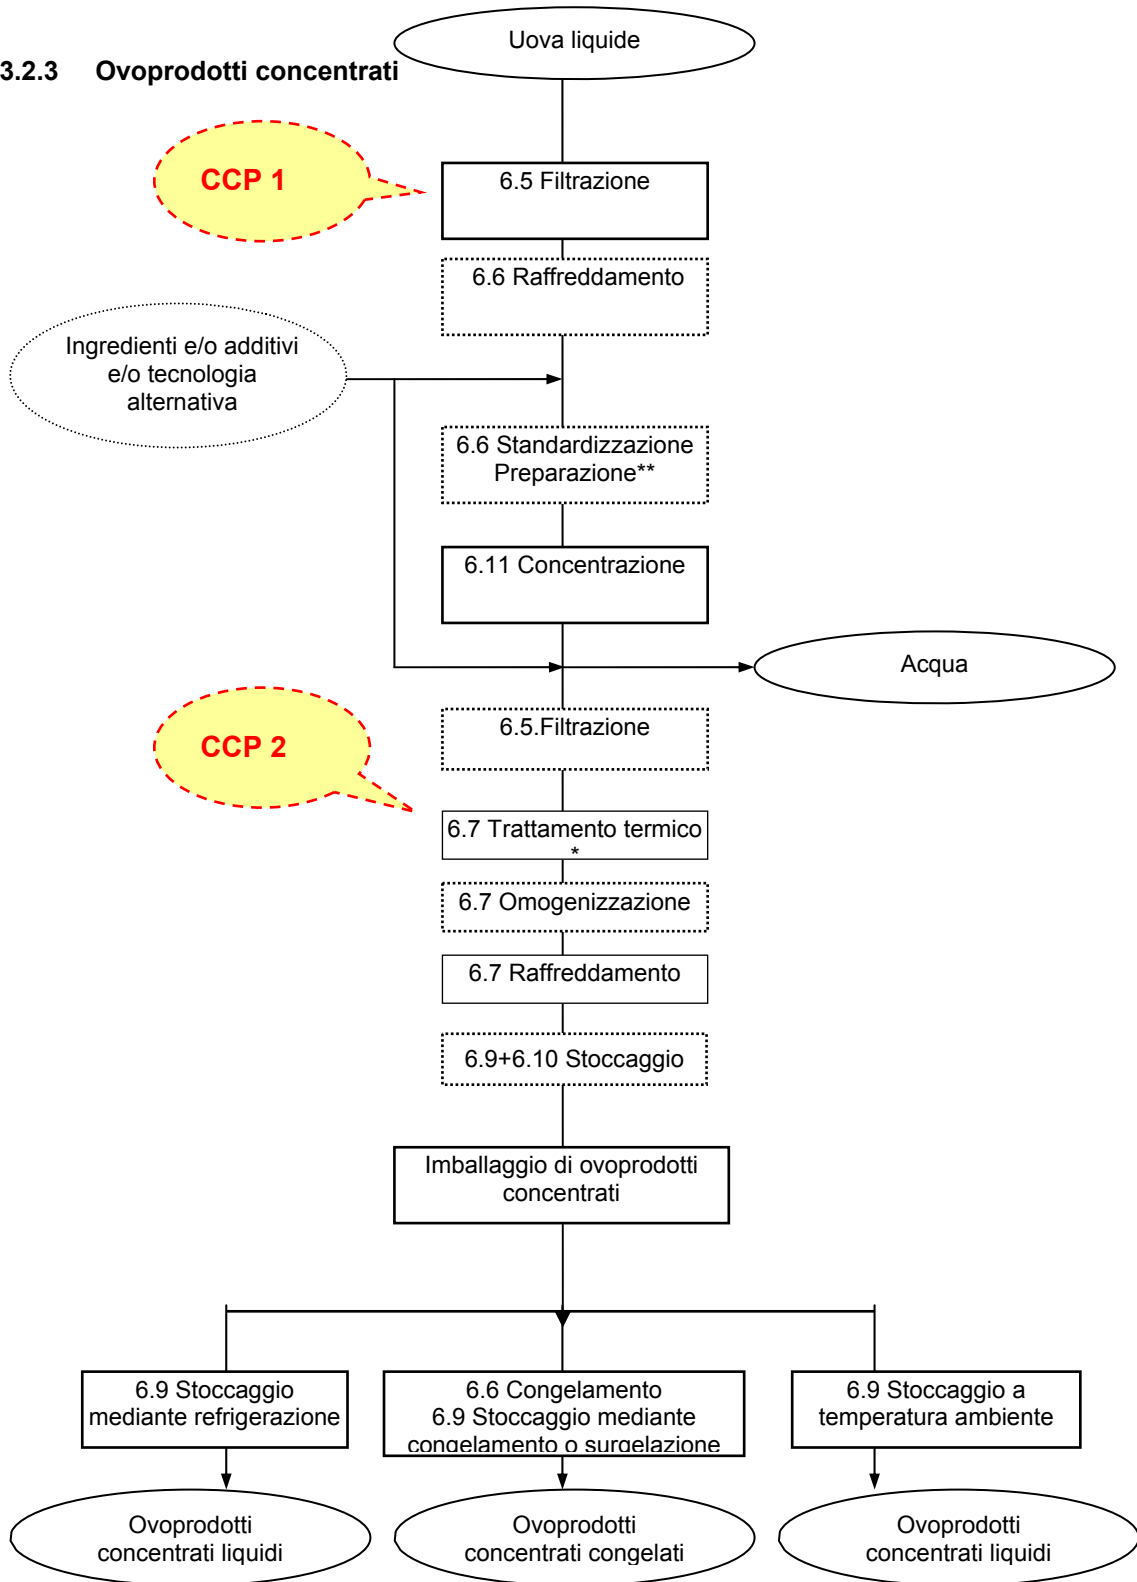 Uova liquide
3.2.3 Ovoprodotti concentrati
CCP 1
6.5 Filtrazione
6.6 Raffreddamento
Ingredienti e/o additivi
e/o tecnologia
alternativa
6.6 Standardizzazione
Preparazione**
6.11 Concentrazione
Acqua
6.5.Filtrazione
CCP 2
6.7 Trattamento termico
*
6.7 Omogenizzazione
6.7 Raffreddamento
6.9+6.10 Stoccaggio
Imballaggio di ovoprodotti
concentrati
6.9 Stoccaggio
mediante refrigerazione
6.6 Congelamento
6.9 Stoccaggio mediante
congelamento o surgelazione
6.9 Stoccaggio a
temperatura ambiente
Ovoprodotti
concentrati liquidi
Ovoprodotti
concentrati congelati
Ovoprodotti
concentrati liquidi